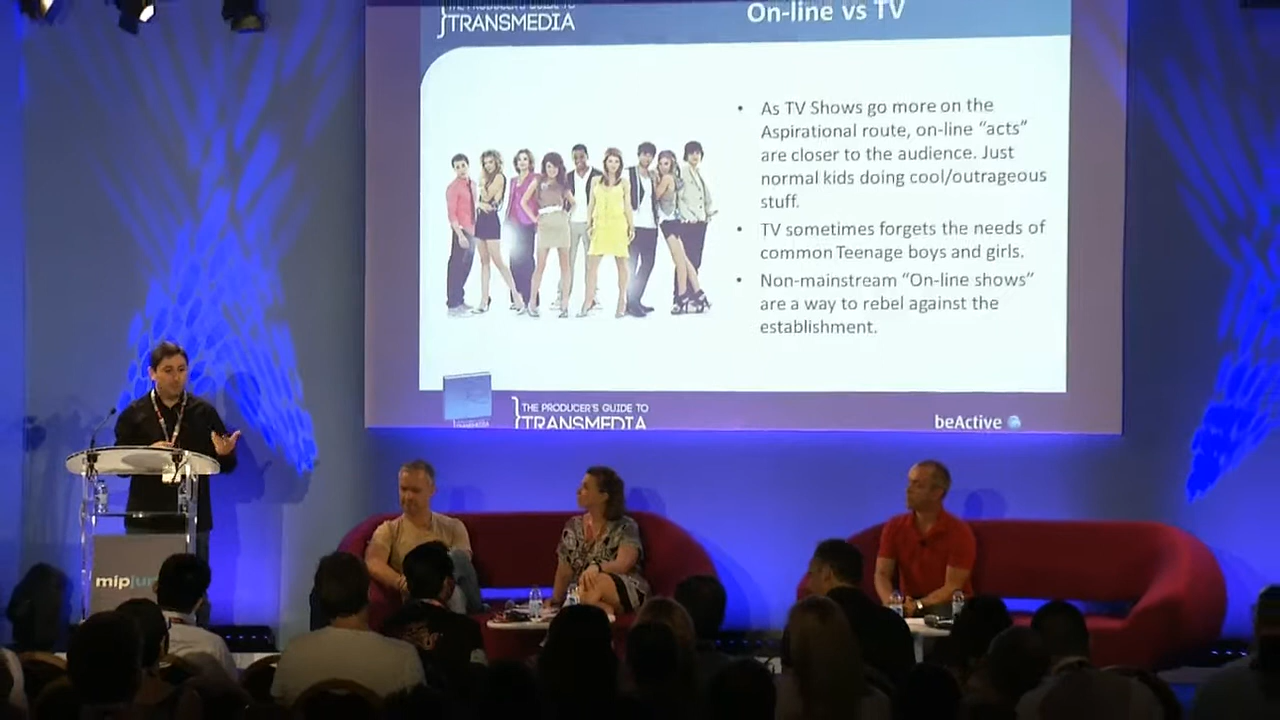 THE PRODUCER'S GUIDE TO
TRANSMEDIA
On-line vs TV
• As TV Shows go more on the
Aspirational route, on-line “acts”
are closer to the audience. Just
normal kids doing cool/outrageous
stuff.
• TV sometimes forgets the needs of
common Teenage boys and girls.
• Non-mainstream “On-line shows”
are a way to rebel against the
establishment.
THE PRODUCER'S GUIDE TO
TRANSMEDIA
beActive
mip|jun